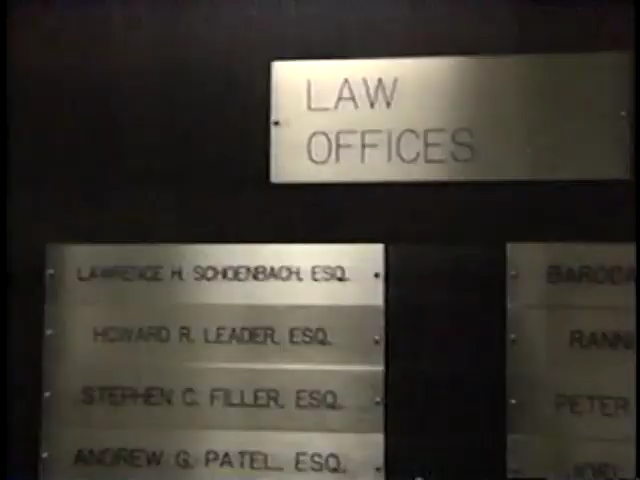 LAW
OFFICES
LAWRENCE H. SCHOENBACH, ESQ.
HOWARD R. LEADER, ESQ.
STEPHEN C. FILLER, ESQ.
ANDREW G. PATEL, ESQ.
PETER